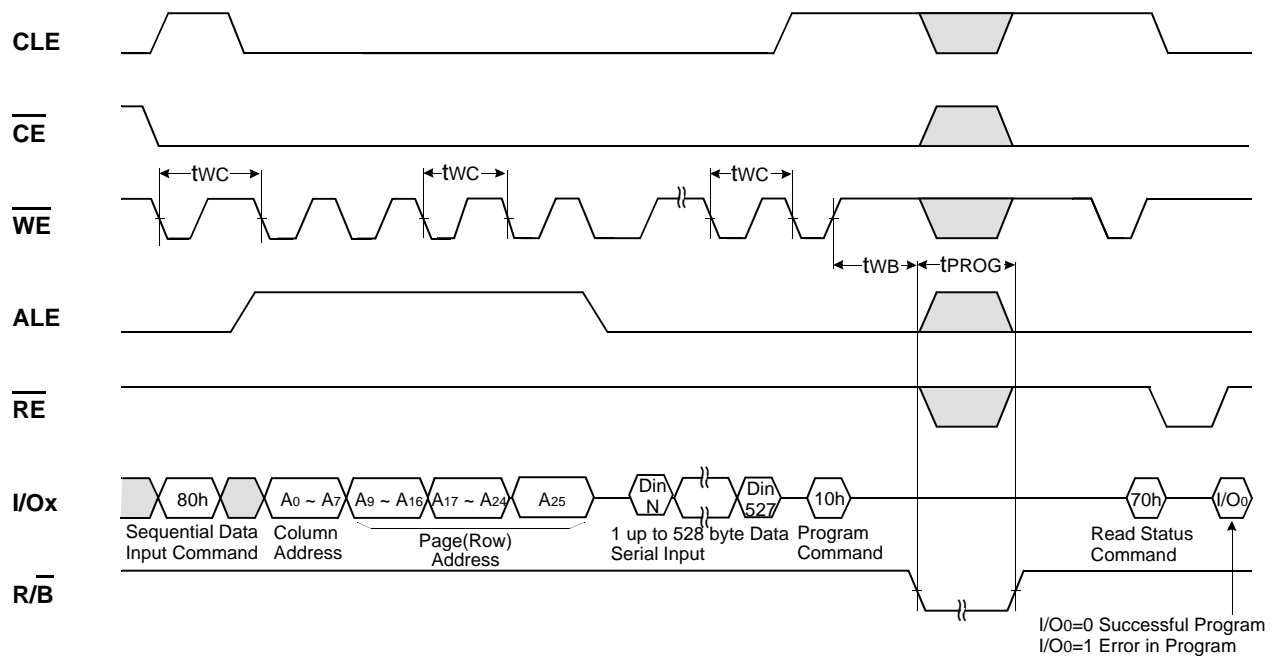 CLE
CE
tWC
tWC
tWC
WE
tWB
tPROG
ALE
RE
I/Ox
80h
A0 ~ A7
A9 ~ A16
A17 ~ A24
A25
Din
N
Din
527
10h
70h
I/O0
Sequential Data
Input Command
Column
Address
Page(Row)
Address
1 up to 528 byte Data
Serial Input
Program
Command
Read Status
Command
R/B
I/O0=0 Successful Program
I/O0=1 Error in Program